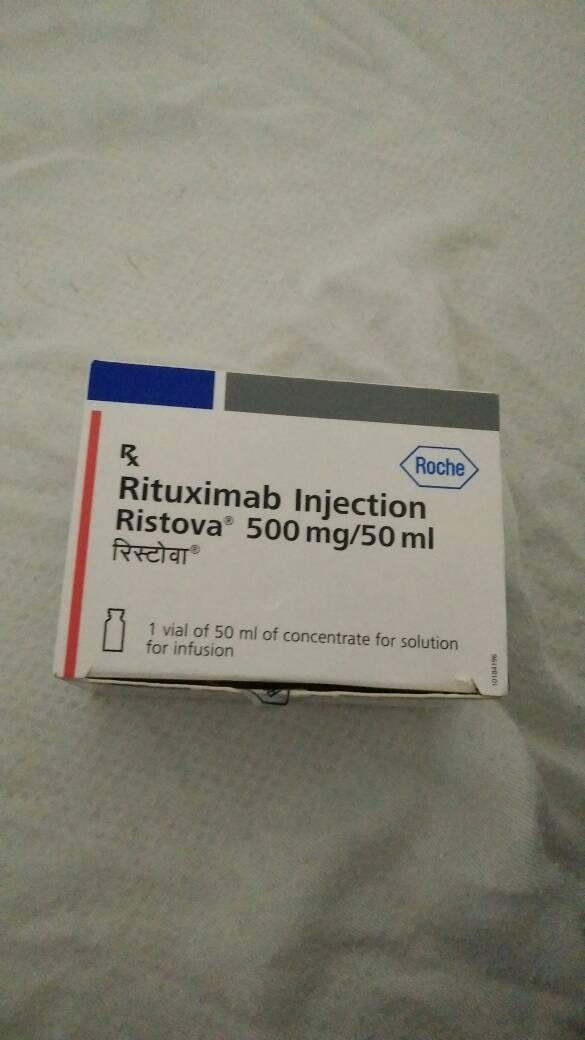 ℞
Roche
Rituximab Injection
Ristova® 500 mg/50 ml
रिस्टोवा®
1 vial of 50 ml of concentrate for solution
for infusion
10184196